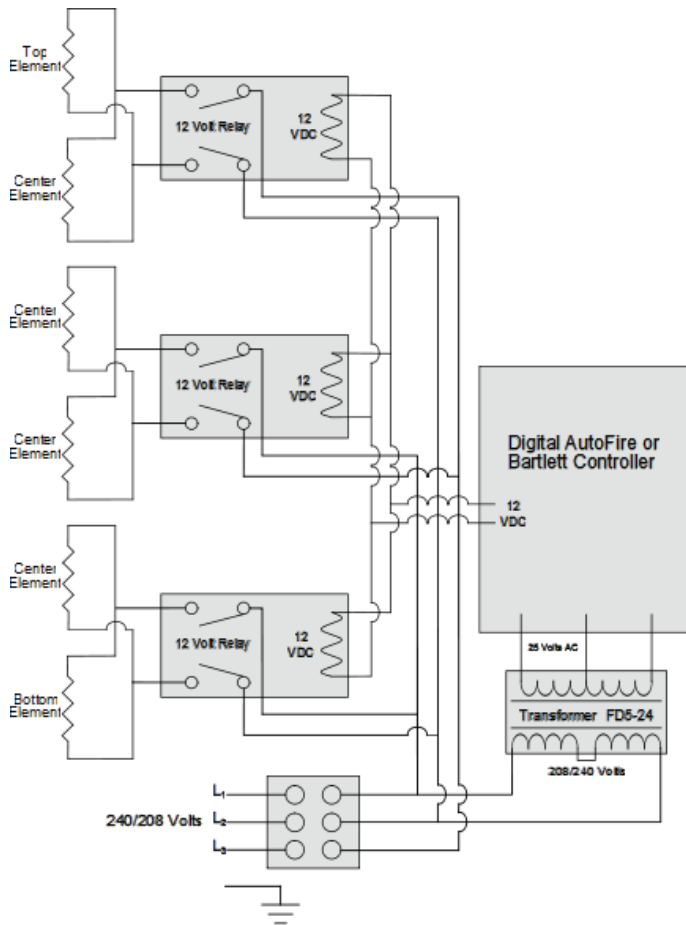 Top
Element
12 Volt Relay
12
VDC
Center
Element
Center
Element
12 Volt Relay
12
VDC
Center
Element
Digital AutoFire or
Bartlett Controller
12
VDC
Center
Element
12 Volt Relay
12
VDC
25 Volts AC
Bottom
Element
Transformer FD5-24
208/240 Volts
L1
240/208 Volts
L2
L3